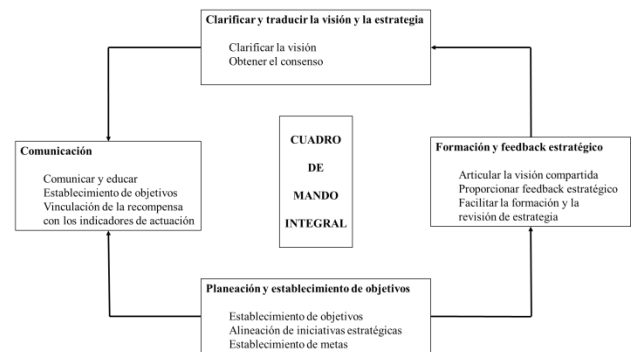 Clarificar y traducir la visión y la estrategia
Clarificar la visión
Obtener el consenso
Comunicación
Comunicar y educar
Establecimiento de objetivos
Vinculación de la recompensa
con los indicadores de actuación
CUADRO
DE
MANDO
INTEGRAL
Formación y feedback estratégico
Articular la visión compartida
Proporcionar feedback estratégico
Facilitar la formación y la
revisión de estrategia
Planeación y establecimiento de objetivos
Establecimiento de objetivos
Alineación de iniciativas estratégicas
Establecimiento de metas